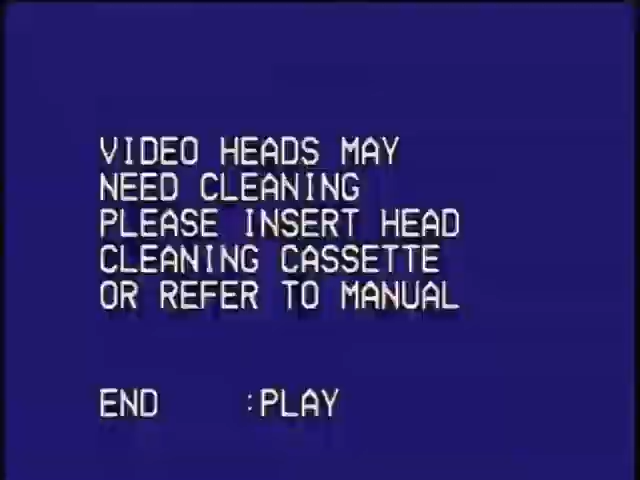 VIDEO HEADS MAY
NEED CLEANING
PLEASE INSERT HEAD
CLEANING CASSETTE
OR REFER TO MANUAL
END :PLAY